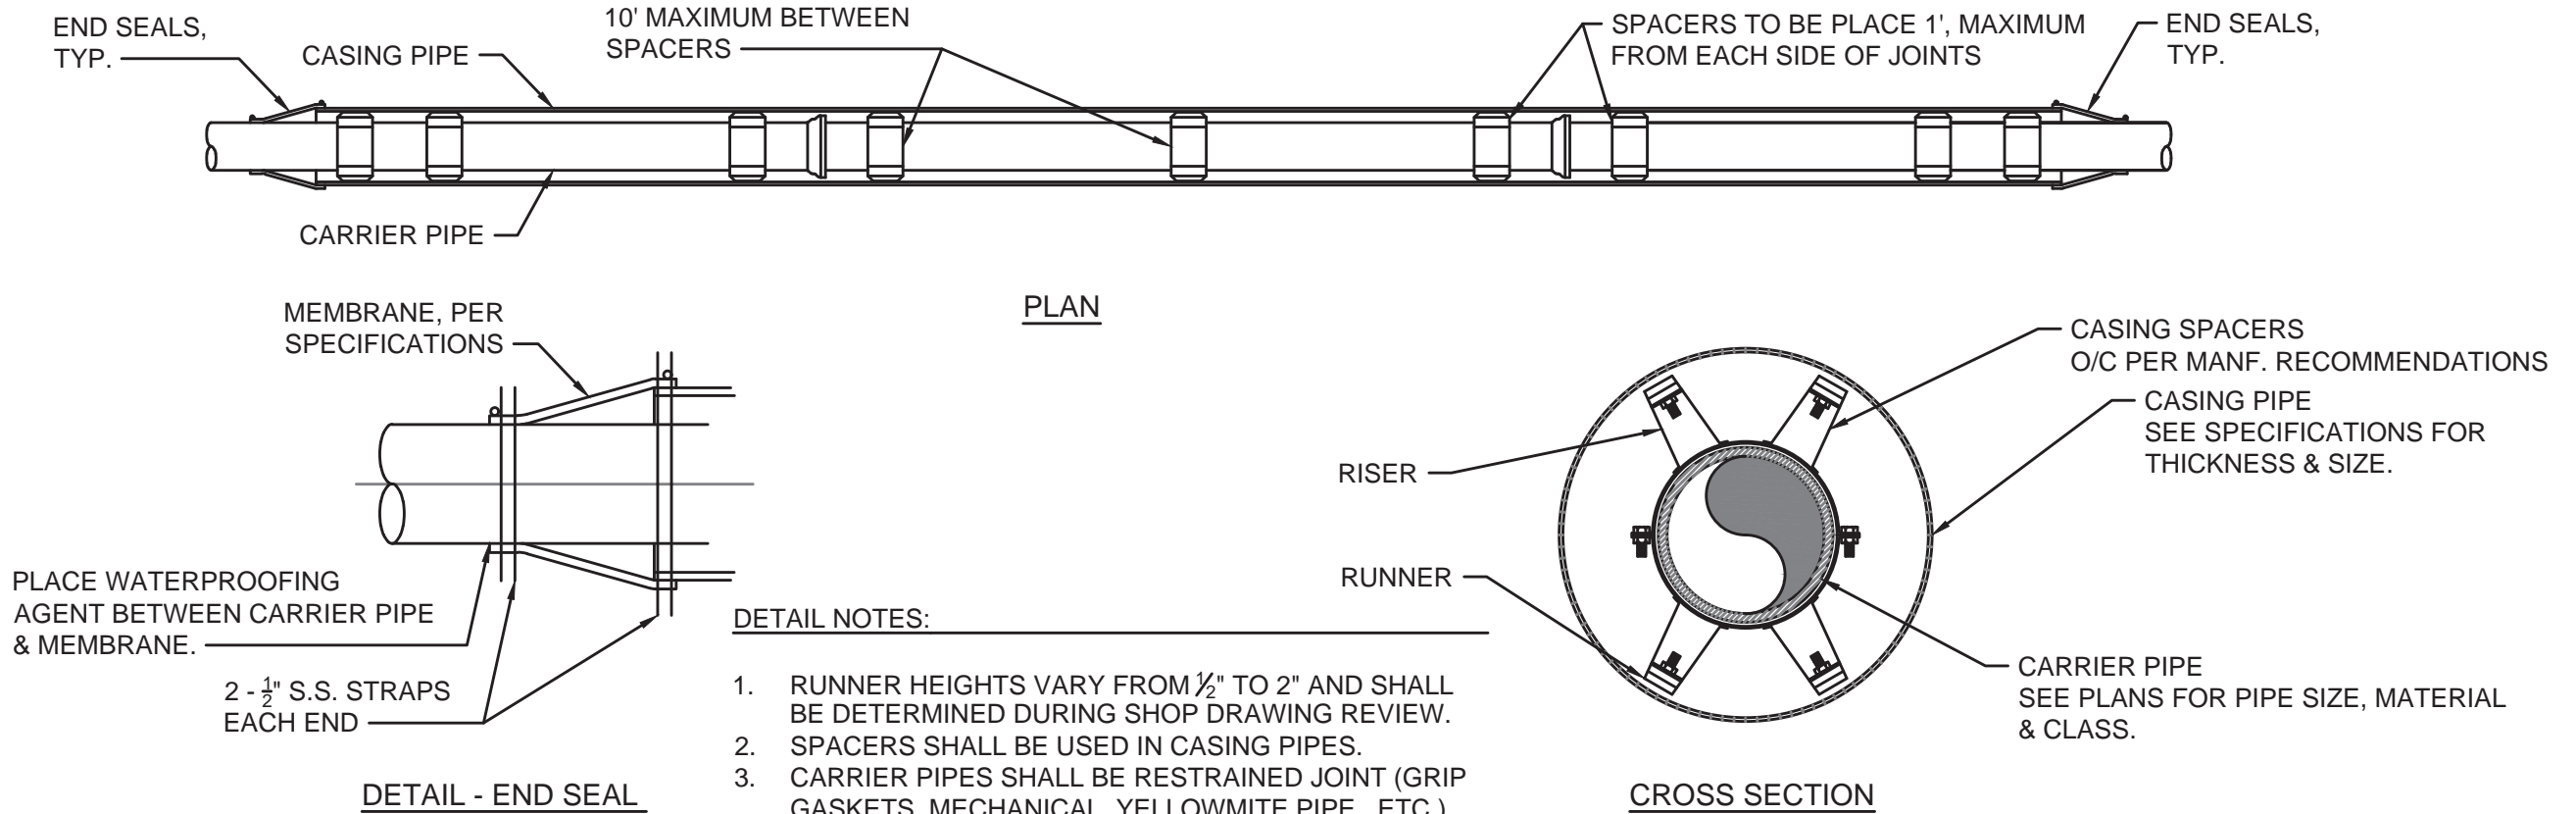 END SEALS,
TYP.
CASING PIPE
10' MAXIMUM BETWEEN
SPACERS
SPACERS TO BE PLACE 1', MAXIMUM
FROM EACH SIDE OF JOINTS
END SEALS,
TYP.
CARRIER PIPE
PLAN
MEMBRANE, PER
SPECIFICATIONS
PLACE WATERPROOFING
AGENT BETWEEN CARRIER PIPE
& MEMBRANE.
2 - 1/2" S.S. STRAPS
EACH END
DETAIL - END SEAL
DETAIL NOTES:
1. RUNNER HEIGHTS VARY FROM 1/2" TO 2" AND SHALL
BE DETERMINED DURING SHOP DRAWING REVIEW.
2. SPACERS SHALL BE USED IN CASING PIPES.
3. CARRIER PIPES SHALL BE RESTRAINED JOINT (GRIP
GASKETS, MECHANICAL, YELLOWMITE PIPE, ETC.)
CASING SPACERS
O/C PER MANF. RECOMMENDATIONS
CASING PIPE
SEE SPECIFICATIONS FOR
THICKNESS & SIZE.
RISER
RUNNER
CARRIER PIPE
SEE PLANS FOR PIPE SIZE, MATERIAL
& CLASS.
CROSS SECTION